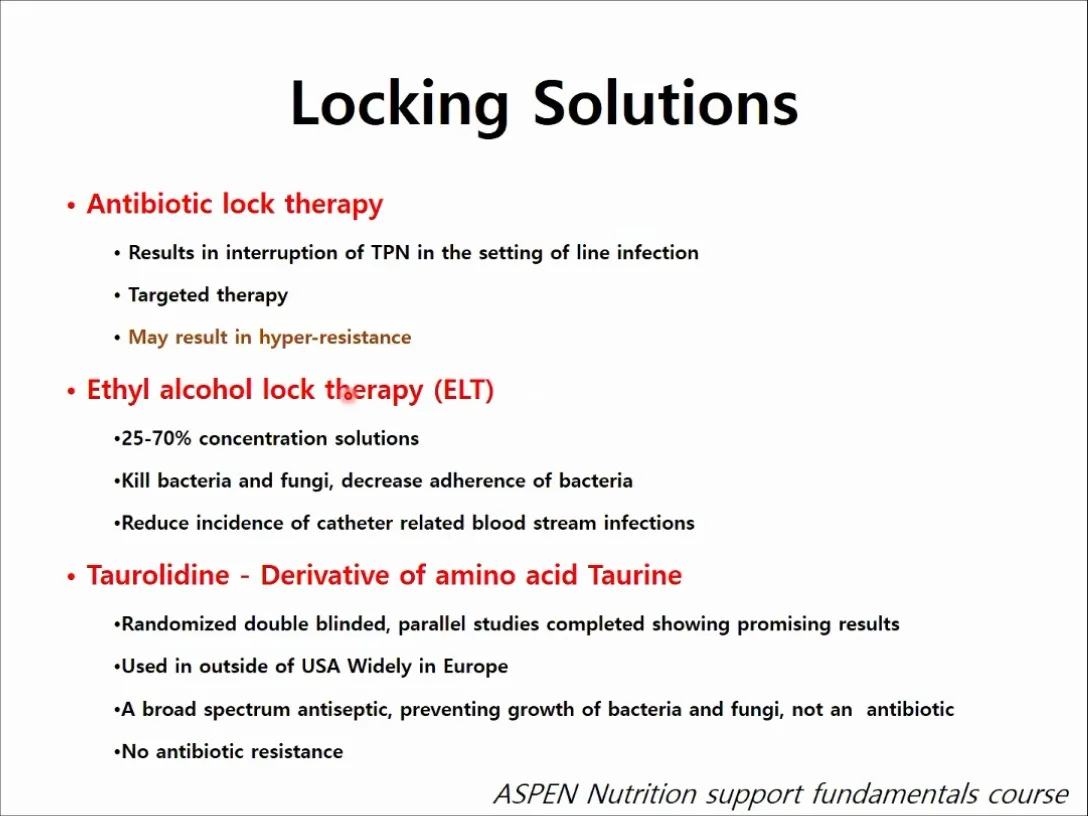 Locking Solutions
• Antibiotic lock therapy
• Results in interruption of TPN in the setting of line infection
• Targeted therapy
• May result in hyper-resistance
• Ethyl alcohol lock therapy (ELT)
•25-70% concentration solutions
•Kill bacteria and fungi, decrease adherence of bacteria
•Reduce incidence of catheter related blood stream infections
• Taurolidine - Derivative of amino acid Taurine
•Randomized double blinded, parallel studies completed showing promising results
•Used in outside of USA Widely in Europe
•A broad spectrum antiseptic, preventing growth of bacteria and fungi, not an  antibiotic
•No antibiotic resistance
ASPEN Nutrition support fundamentals course